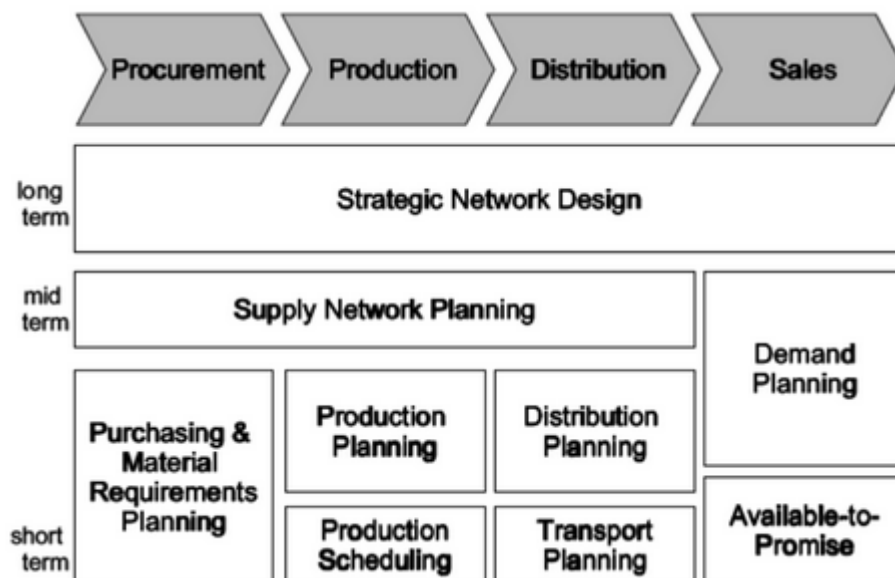 Procurement
Production
Distribution
Sales
long
term
Strategic Network Design
mid
term
Supply Network Planning
Demand
Planning
Purchasing &
Material
Requirements
Planning
Production
Planning
Distribution
Planning
short
term
Production
Scheduling
Transport
Planning
Available-to-
Promise